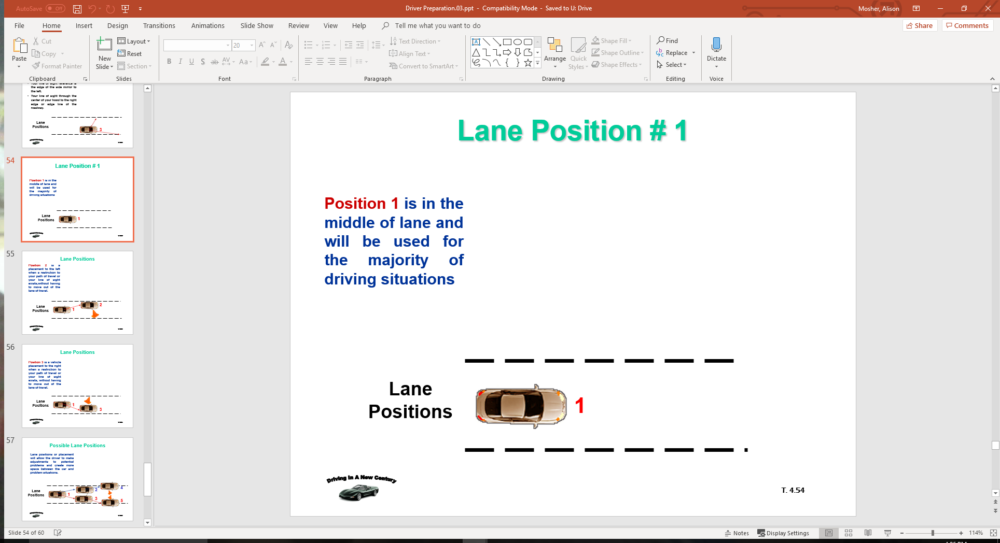 AutoSave Off
Driver Preparation.03.ppt - Compatibility Mode - Saved to U: Drive
Mosher, Alison
File Home Insert Design Transitions Animations Slide Show Review View Help Tell me what you want to do
Share Comments
Paste
Cut
Copy
Format Painter
Clipboard
New
Slide
Layout
Reset
Section
Slides
20
B I U S ab AV Aa A
Font
Text Direction
Align Text
Convert to SmartArt
Paragraph
Arrange
Quick
Styles
Shape Fill
Shape Outline
Shape Effects
Drawing
Find
Replace
Select
Editing
Dictate
Voice
the edge of the side mirror to
the left.
• Your line of sight through the
center of your hood to the right
edge or edge line of the
roadway.
Lane
Positions
3
54
Lane Position # 1
Position 1 is in the
middle of lane and
will be used for
the majority of
driving situations
Lane
Positions
1
55
Lane Positions
Position 2 is a
placement to the left
when a restriction to
your path of travel or
your line of sight
exists,without having
to move out of the
lane of travel.
Lane
Positions
1
2
56
Lane Positions
Position 3 is a vehicle
placement to the right
when a restriction to
your path of travel or
your line of sight
exists, without having
to move out of the
lane of travel.
Lane
Positions
1
3
57
Possible Lane Positions
Lane positions or placement
will allow the driver to make
adjustments to potential
problems and create more
space between the car and
problem situations.
Lane
Positions
1
2
3
4
5
Lane Position # 1
Position 1 is in the
middle of lane and
will be used for
the majority of
driving situations
Lane
Positions
1
Driving In A New Century
T. 4.54
Slide 54 of 60
Notes Display Settings 114%